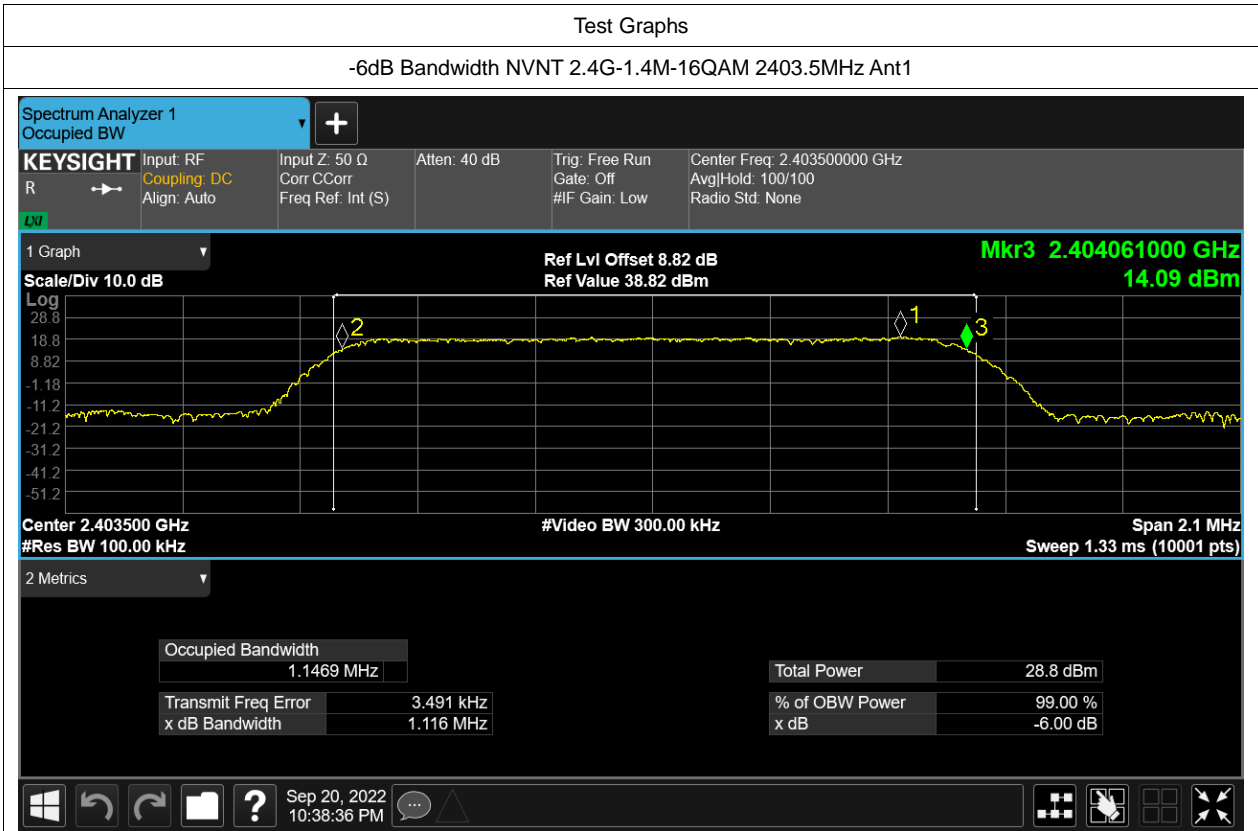 Test Graphs
-6dB Bandwidth NVNT 2.4G-1.4M-16QAM 2403.5MHz Ant1
Spectrum Analyzer 1
Occupied BW
+
KEYSIGHT
R
LXI
Input: RF
Coupling: DC
Align: Auto
Input Z: 50 Ω
Corr CCorr
Freq Ref: Int (S)
Atten: 40 dB
Trig: Free Run
Gate: Off
#IF Gain: Low
Center Freq: 2.403500000 GHz
Avg|Hold: 100/100
Radio Std: None
1 Graph
Scale/Div 10.0 dB
Ref Lvl Offset 8.82 dB
Ref Value 38.82 dBm
Mkr3 2.404061000 GHz
14.09 dBm
Log
28.8
18.8
8.82
-1.18
-11.2
-21.2
-31.2
-41.2
-51.2
2
1
3
Center 2.403500 GHz
#Video BW 300.00 kHz
Span 2.1 MHz
#Res BW 100.00 kHz
Sweep 1.33 ms (10001 pts)
2 Metrics
Occupied Bandwidth
1.1469 MHz
Total Power 28.8 dBm
Transmit Freq Error 3.491 kHz
% of OBW Power 99.00 %
x dB Bandwidth 1.116 MHz
x dB -6.00 dB
?
Sep 20, 2022
10:38:36 PM